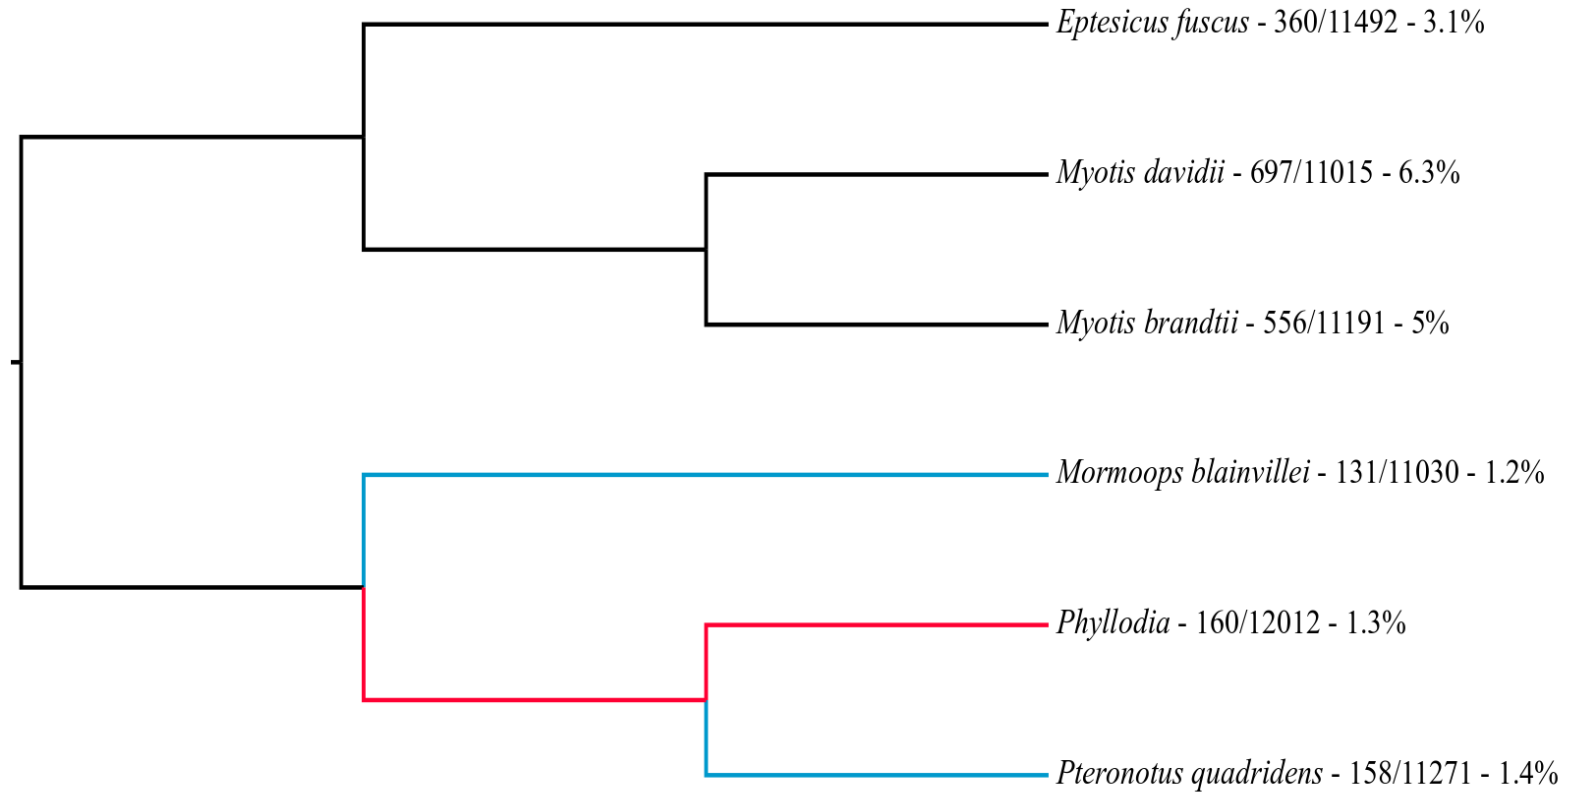 Eptesicus fuscus - 360/11492 - 3.1%
Myotis davidii - 697/11015 - 6.3%
Myotis brandtii - 556/11191 - 5%
Mormoops blainvillei - 131/11030 - 1.2%
Phyllodia - 160/12012 - 1.3%
Pteronotus quadridens - 158/11271 - 1.4%